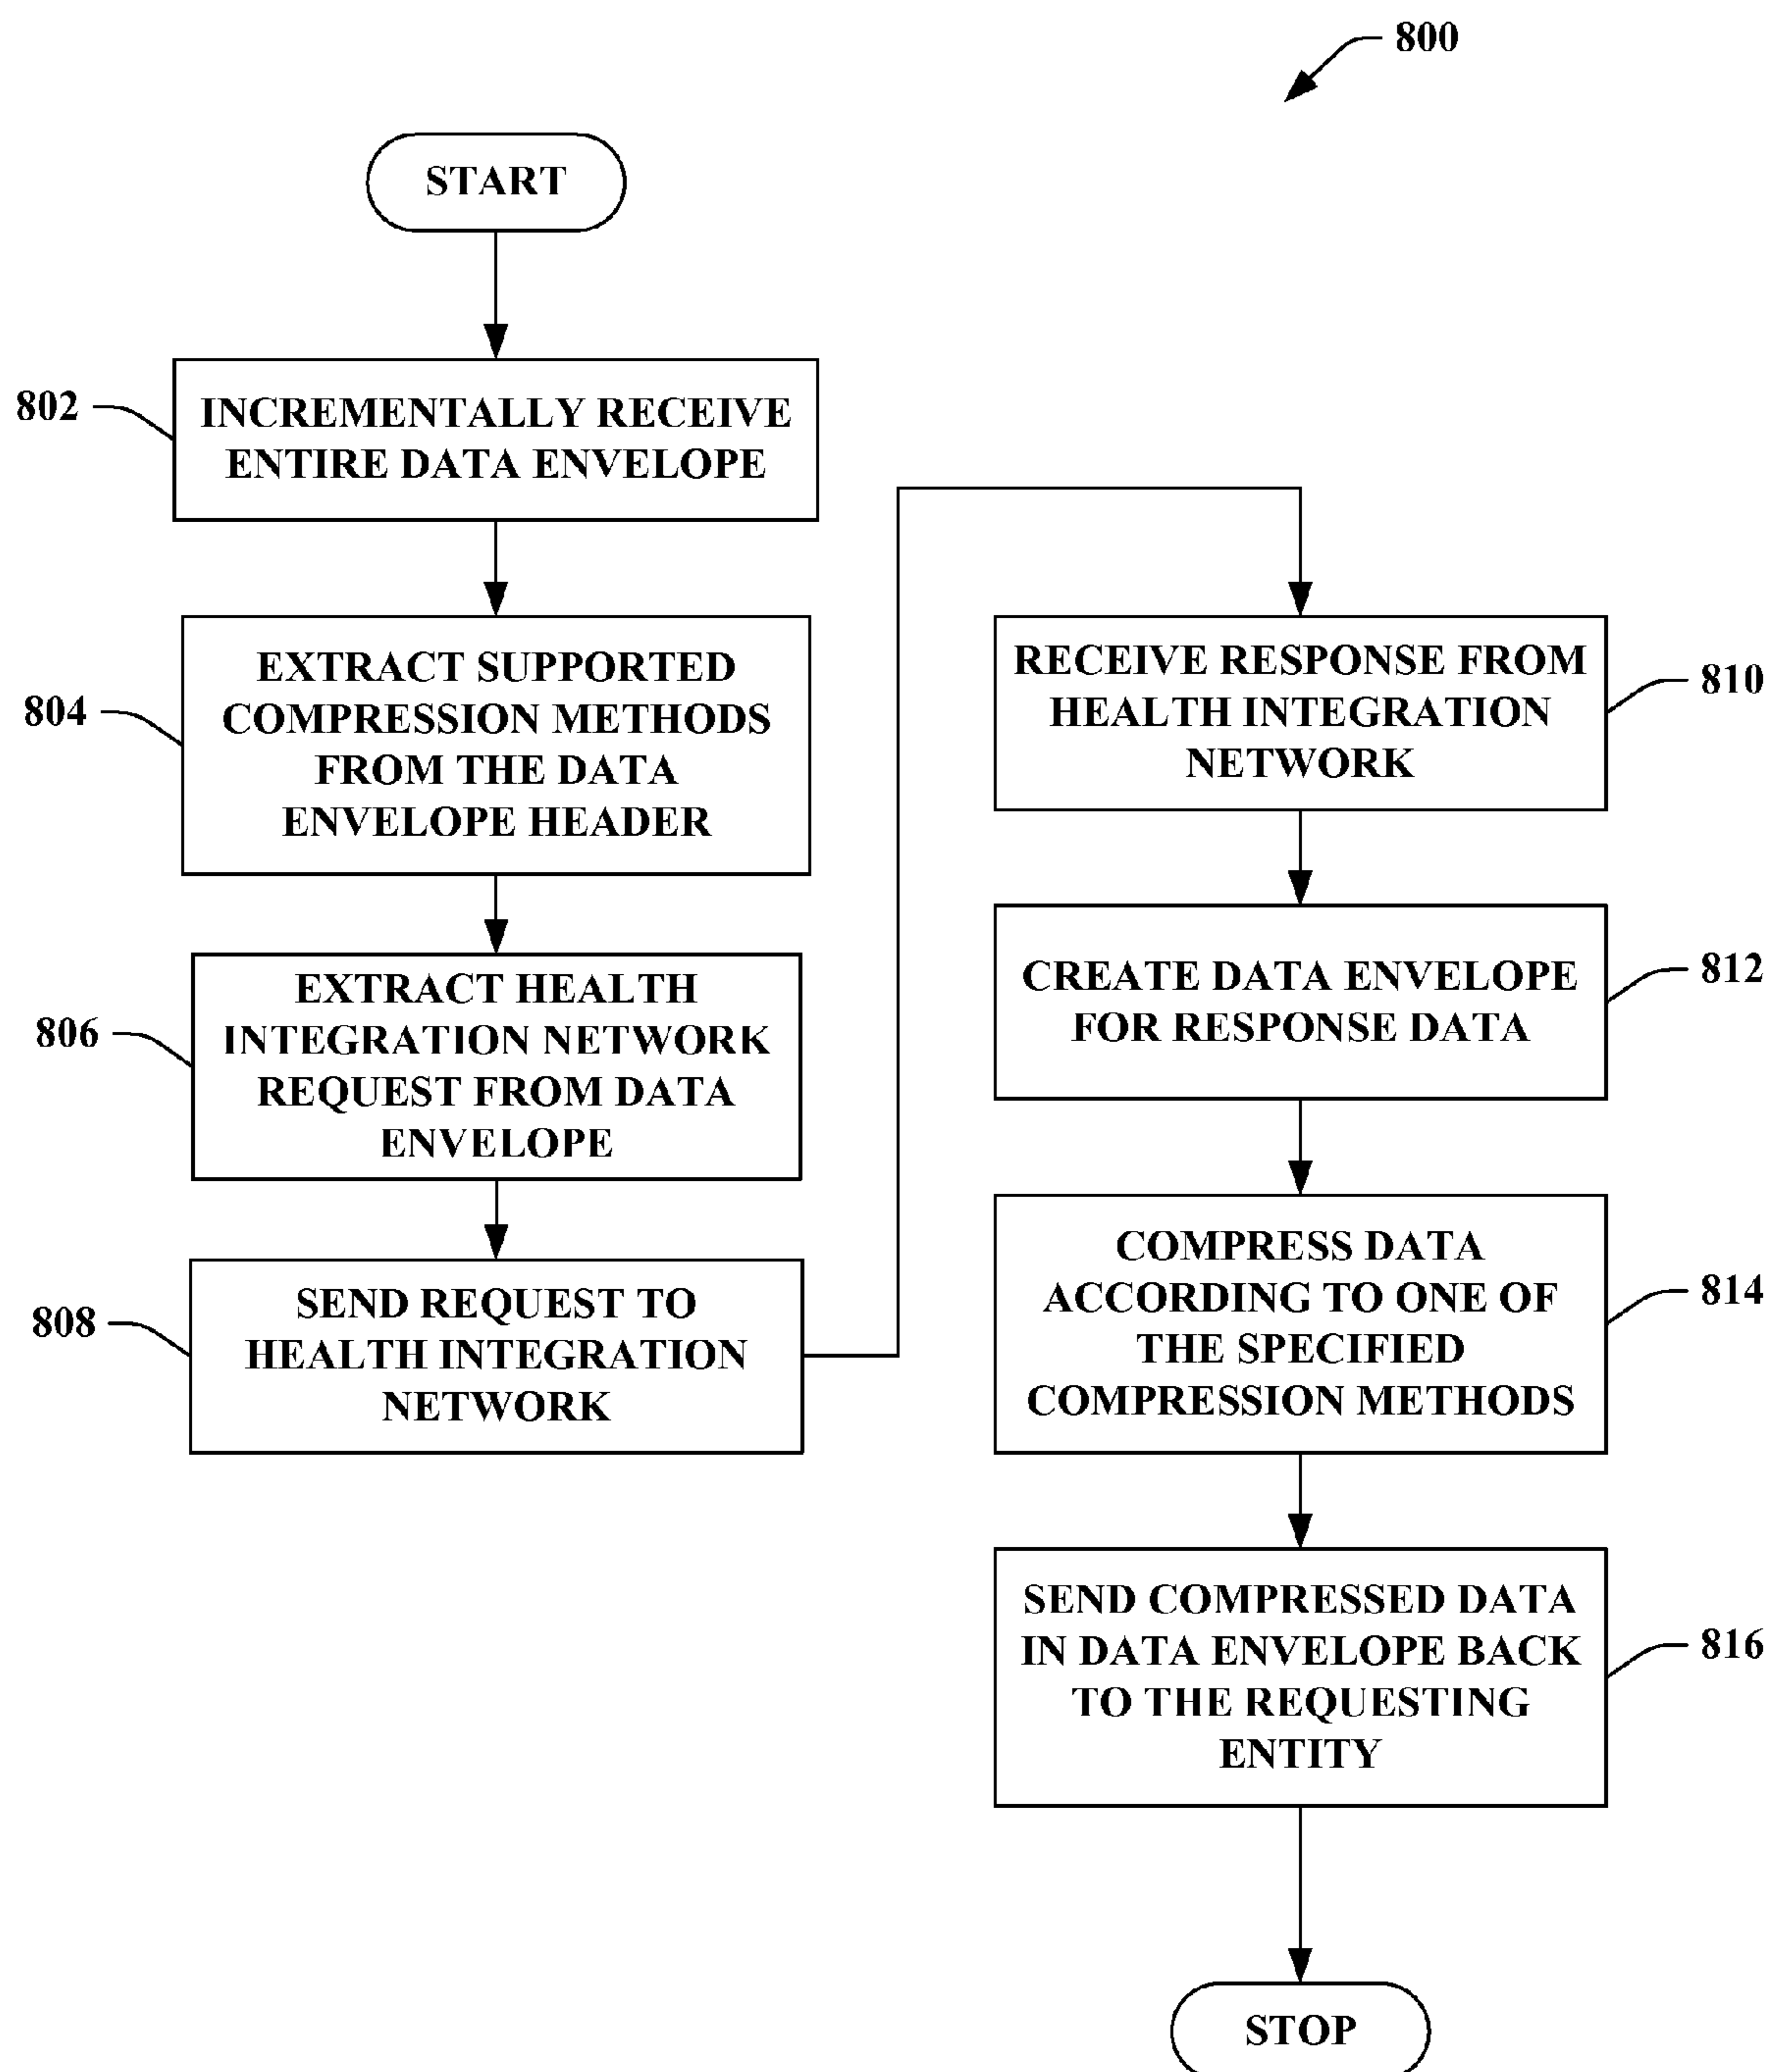 800
START
802
INCREMENTALLY RECEIVE
ENTIRE DATA ENVELOPE
804
EXTRACT SUPPORTED
COMPRESSION METHODS
FROM THE DATA
ENVELOPE HEADER
806
EXTRACT HEALTH
INTEGRATION NETWORK
REQUEST FROM DATA
ENVELOPE
808
SEND REQUEST TO
HEALTH INTEGRATION
NETWORK
RECEIVE RESPONSE FROM
HEALTH INTEGRATION
NETWORK
810
CREATE DATA ENVELOPE
FOR RESPONSE DATA
812
COMPRESS DATA
ACCORDING TO ONE OF
THE SPECIFIED
COMPRESSION METHODS
814
SEND COMPRESSED DATA
IN DATA ENVELOPE BACK
TO THE REQUESTING
ENTITY
816
STOP